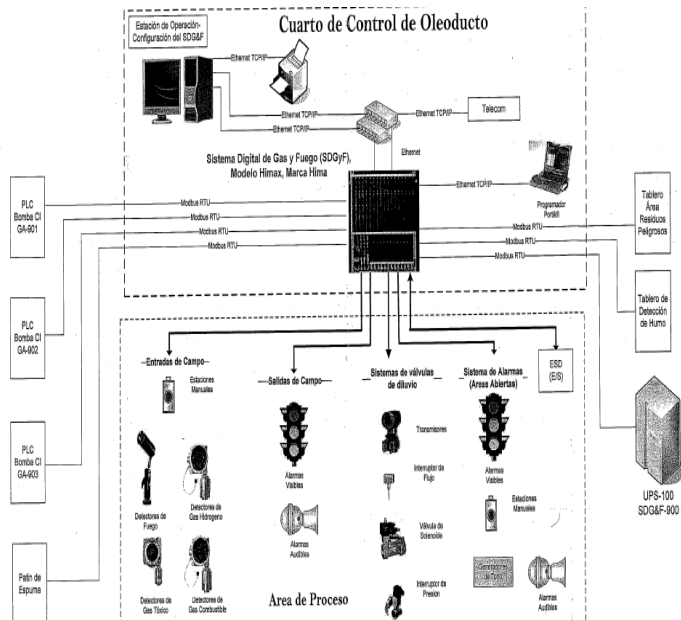 Cuarto de Control de Oleoducto
Estación de Operación-
Configuración del SDG&F
Ethernet TCP/IP
Ethernet TCP/IP
Ethernet TCP/IP
Ethernet TCP/IP
Telecom
Ethernet
Sistema Digital de Gas y Fuego (SDGyF),
Modelo Himax, Marca Hima
Ethernet TCP/IP
Programador
Portátil
PLC
Bomba CI
GA-901
Modbus RTU
Modbus RTU
Modbus RTU
Modbus RTU
Modbus RTU
Modbus RTU
Modbus RTU
Tablero
Área
Residuos
Peligrosos
PLC
Bomba CI
GA-902
Tablero de
Detección
de Humo
PLC
Bomba CI
GA-903
Patín de
Espuma
UPS-100
SDG&F-900
Entradas de Campo
Estaciones
Manuales
Detectores de
Fuego
Detectores de
Gas Hidrogeno
Detectores de
Gas Tóxico
Detectores de
Gas Combustible
Salidas de Campo
Alarmas
Visibles
Alarmas
Audibles
Sistemas de válvulas
de diluvio
Transmisores
Interruptor de
Flujo
Válvula de
Solenoide
Interruptor de
Presion
Sistema de Alarmas
(Areas Abiertas)
Alarmas
Visibles
Estaciones
Manuales
Generadores
de Tono
Alarmas
Audibles
ESD
(E/S)
Area de Proceso